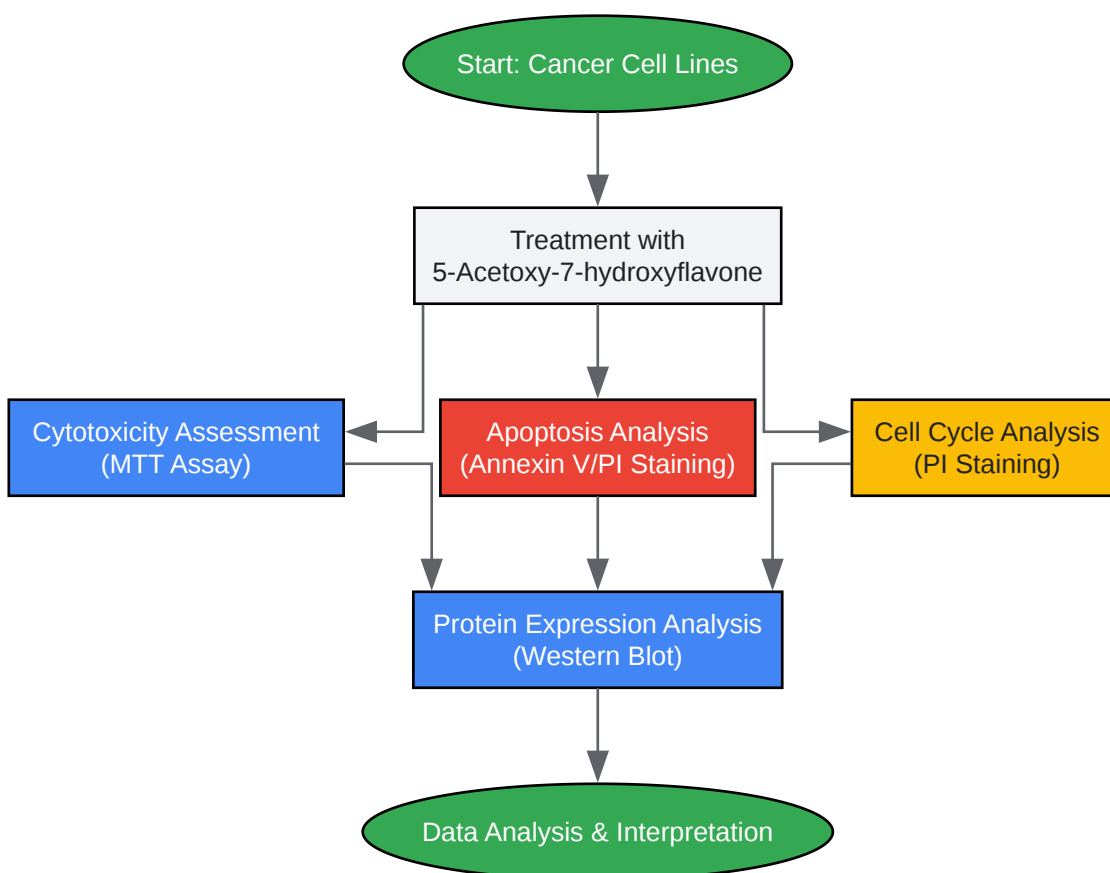 Start: Cancer Cell Lines
Treatment with
5-Acetoxy-7-hydroxyflavone
Cytotoxicity Assessment
(MTT Assay)
Apoptosis Analysis
(Annexin V/PI Staining)
Cell Cycle Analysis
(PI Staining)
Protein Expression Analysis
(Western Blot)
Data Analysis & Interpretation